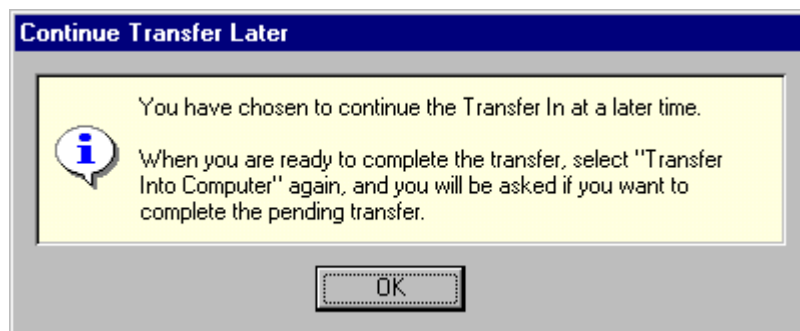 Continue Transfer Later
You have chosen to continue the Transfer In at a later time.
When you are ready to complete the transfer, select "Transfer
Into Computer" again, and you will be asked if you want to
complete the pending transfer.
OK